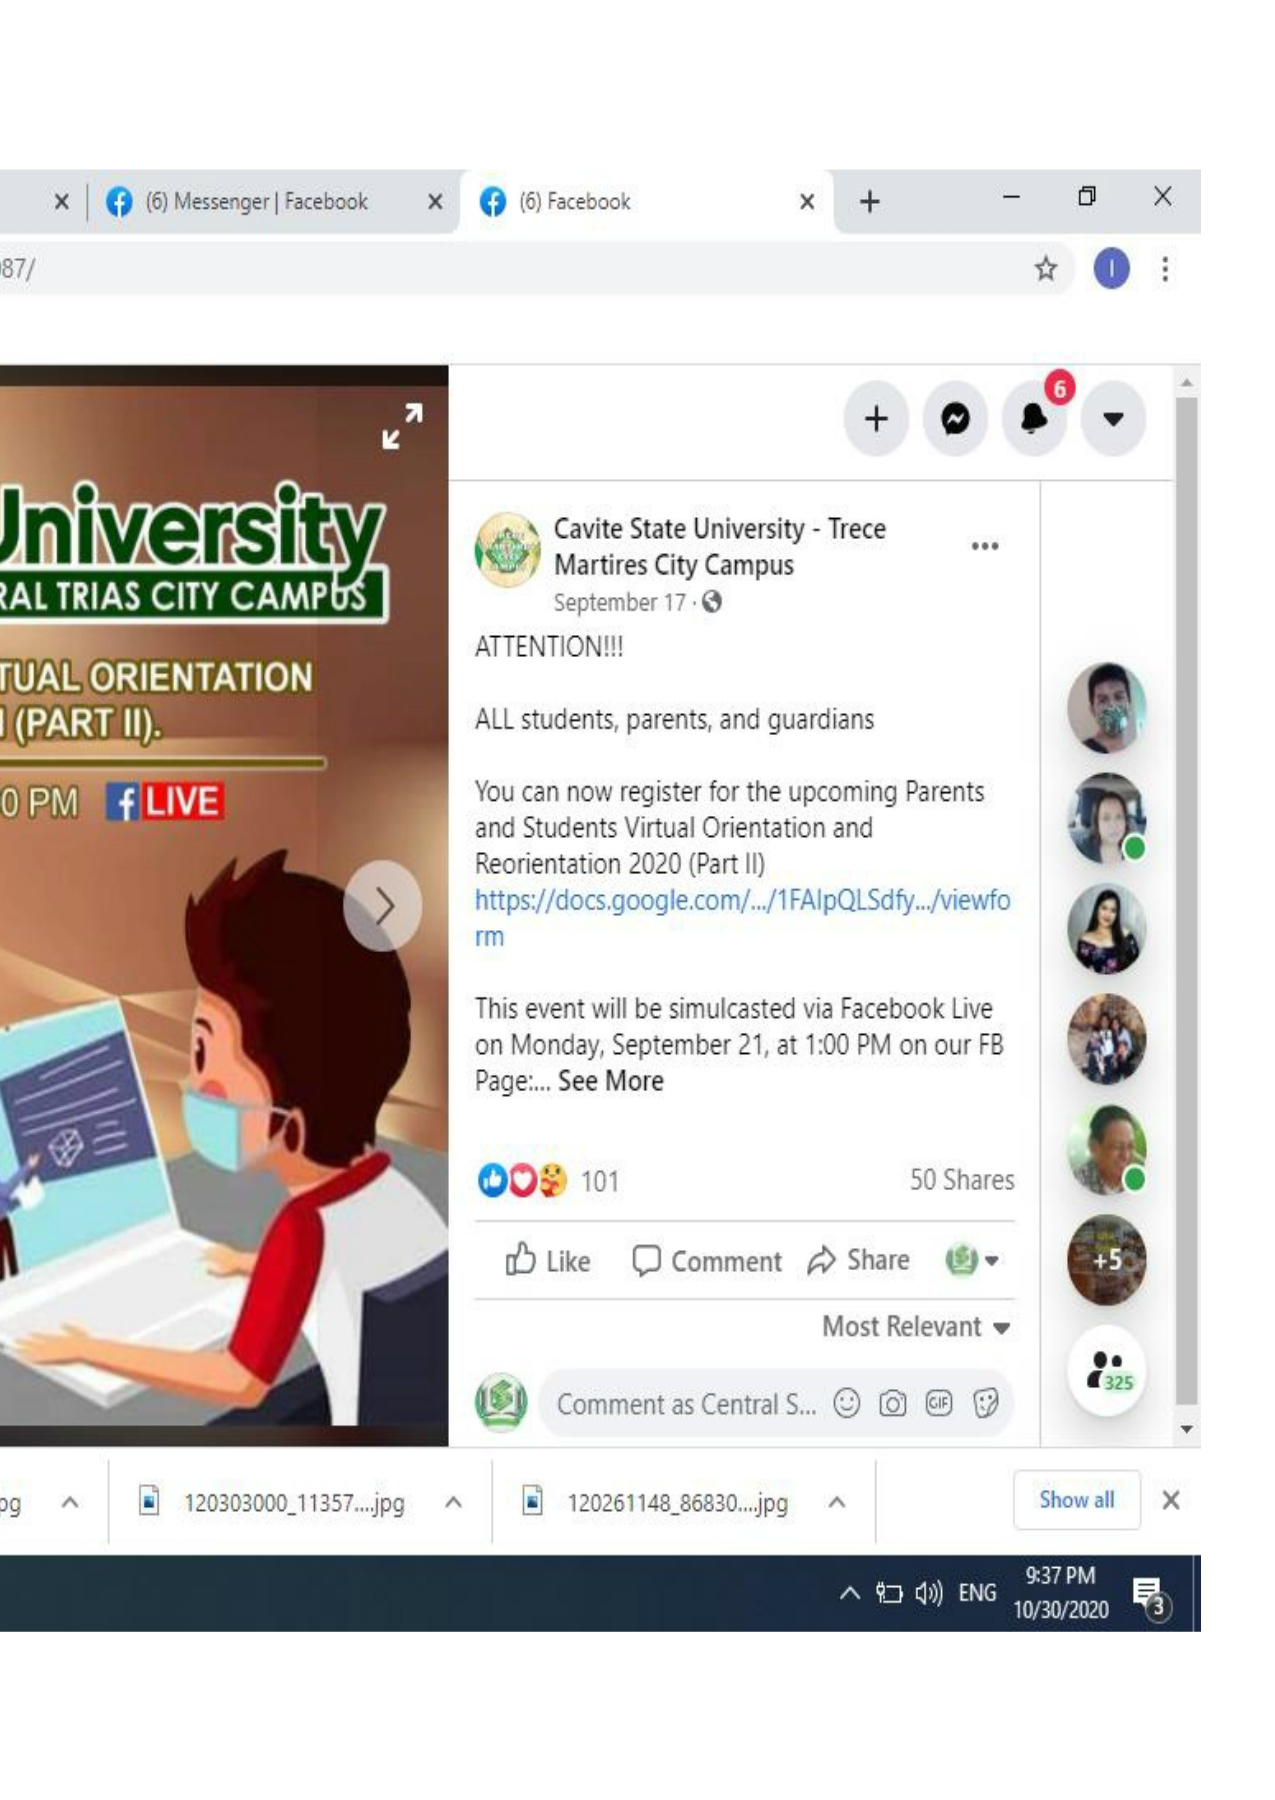 (6) Messenger | Facebook
(6) Facebook
087/
I
6
University
RAL TRIAS CITY CAMPUS
TUAL ORIENTATION
(PART II).
0 PM f LIVE
Cavite State University - Trece
Martires City Campus
September 17 ·
ATTENTION!!!
ALL students, parents, and guardians
You can now register for the upcoming Parents
and Students Virtual Orientation and
Reorientation 2020 (Part II)
https://docs.google.com/.../1FAIpQLSdfy.../viewfo
rm
This event will be simulcasted via Facebook Live
on Monday, September 21, at 1:00 PM on our FB
Page:... See More
101
50 Shares
Like Comment Share
Most Relevant
Comment as Central S... GIF
+5
325
pg
120303000_11357....jpg
120261148_86830....jpg
Show all
ENG
9:37 PM
10/30/2020
3